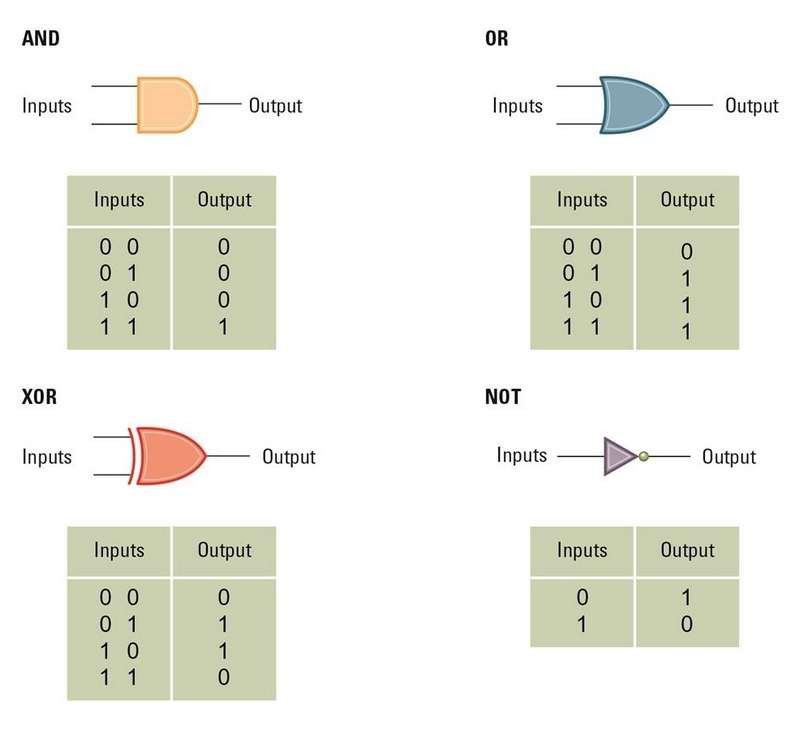 AND
Inputs Output
Inputs Output
0 0 0
0 1 0
1 0 0
1 1 1
OR
Inputs Output
Inputs Output
0 0 0
0 1 1
1 0 1
1 1 1
XOR
Inputs Output
Inputs Output
0 0 0
0 1 1
1 0 1
1 1 0
NOT
Inputs Output
Inputs Output
0 1
1 0